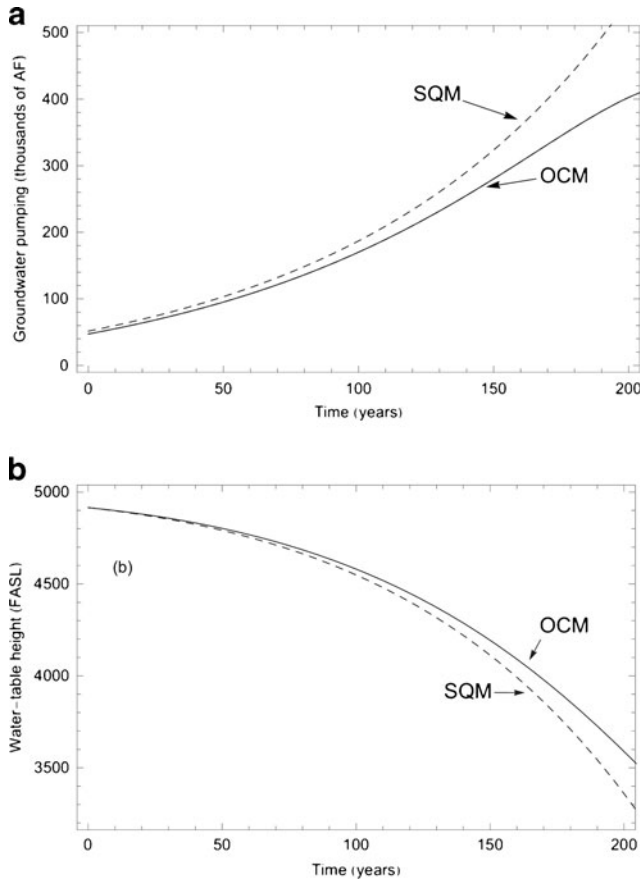 a
Groundwater pumping (thousands of AF)
500
400
300
200
100
0
SQM
OCM
0 50 100 150 200
Time (years)
b
Water-table height (FASL)
5000
4500
4000
3500
(b)
OCM
SQM
0 50 100 150 200
Time (years)